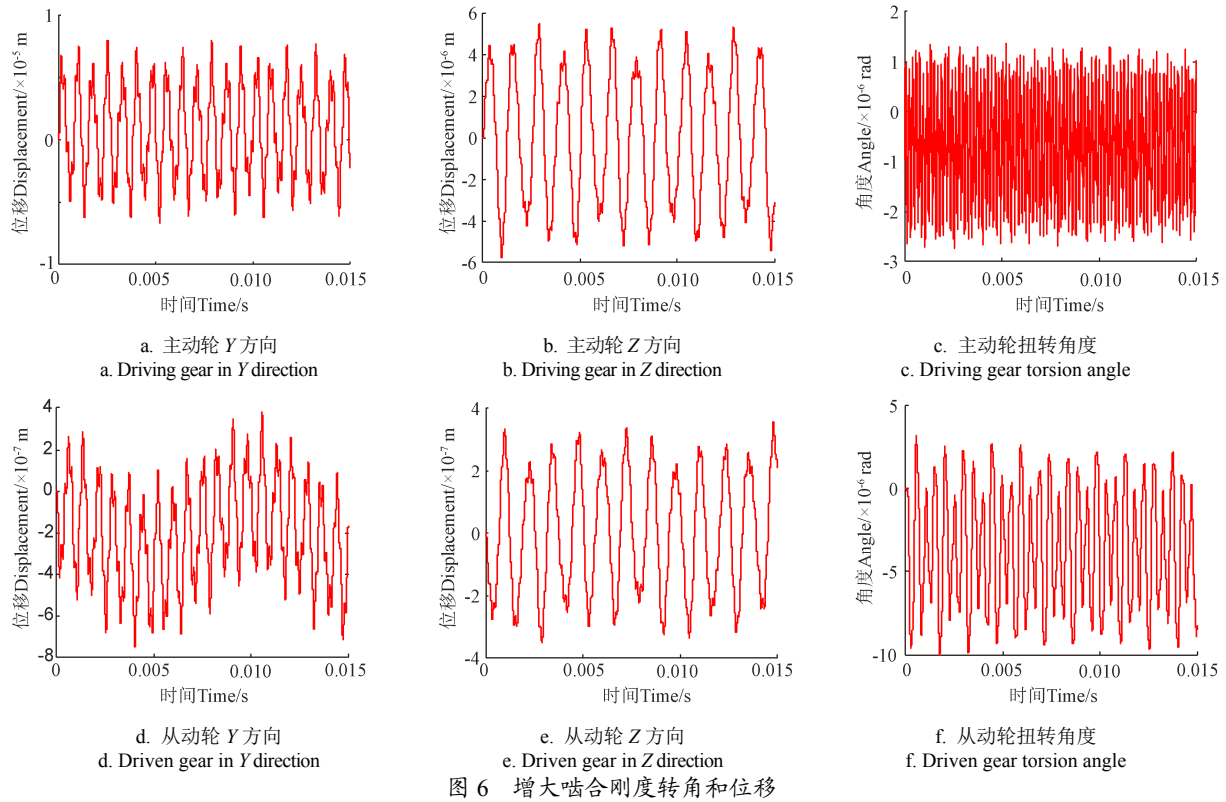 1
0
-1
0
0.005
0.010
0.015
位移Displacement/×10⁻⁵ m
时间Time/s
a. 主动轮 Y 方向
a. Driving gear in Y direction
6
4
2
0
-2
-4
-6
0
0.005
0.010
0.015
位移Displacement/×10⁻⁶ m
时间Time/s
b. 主动轮 Z 方向
b. Driving gear in Z direction
2
1
0
-1
-2
-3
0
0.005
0.010
0.015
角度Angle/×10⁻⁶ rad
时间Time/s
c. 主动轮扭转角度
c. Driving gear torsion angle
4
2
0
-2
-4
-6
-8
0
0.005
0.010
0.015
位移Displacement/×10⁻⁷ m
时间Time/s
d. 从动轮 Y 方向
d. Driven gear in Y direction
4
2
0
-2
-4
0
0.005
0.010
0.015
位移Displacement/×10⁻⁷ m
时间Time/s
e. 从动轮 Z 方向
e. Driven gear in Z direction
5
0
-5
-10
0
0.005
0.010
0.015
角度Angle/×10⁻⁶ rad
时间Time/s
f. 从动轮扭转角度
f. Driven gear torsion angle
图 6 增大啮合刚度转角和位移